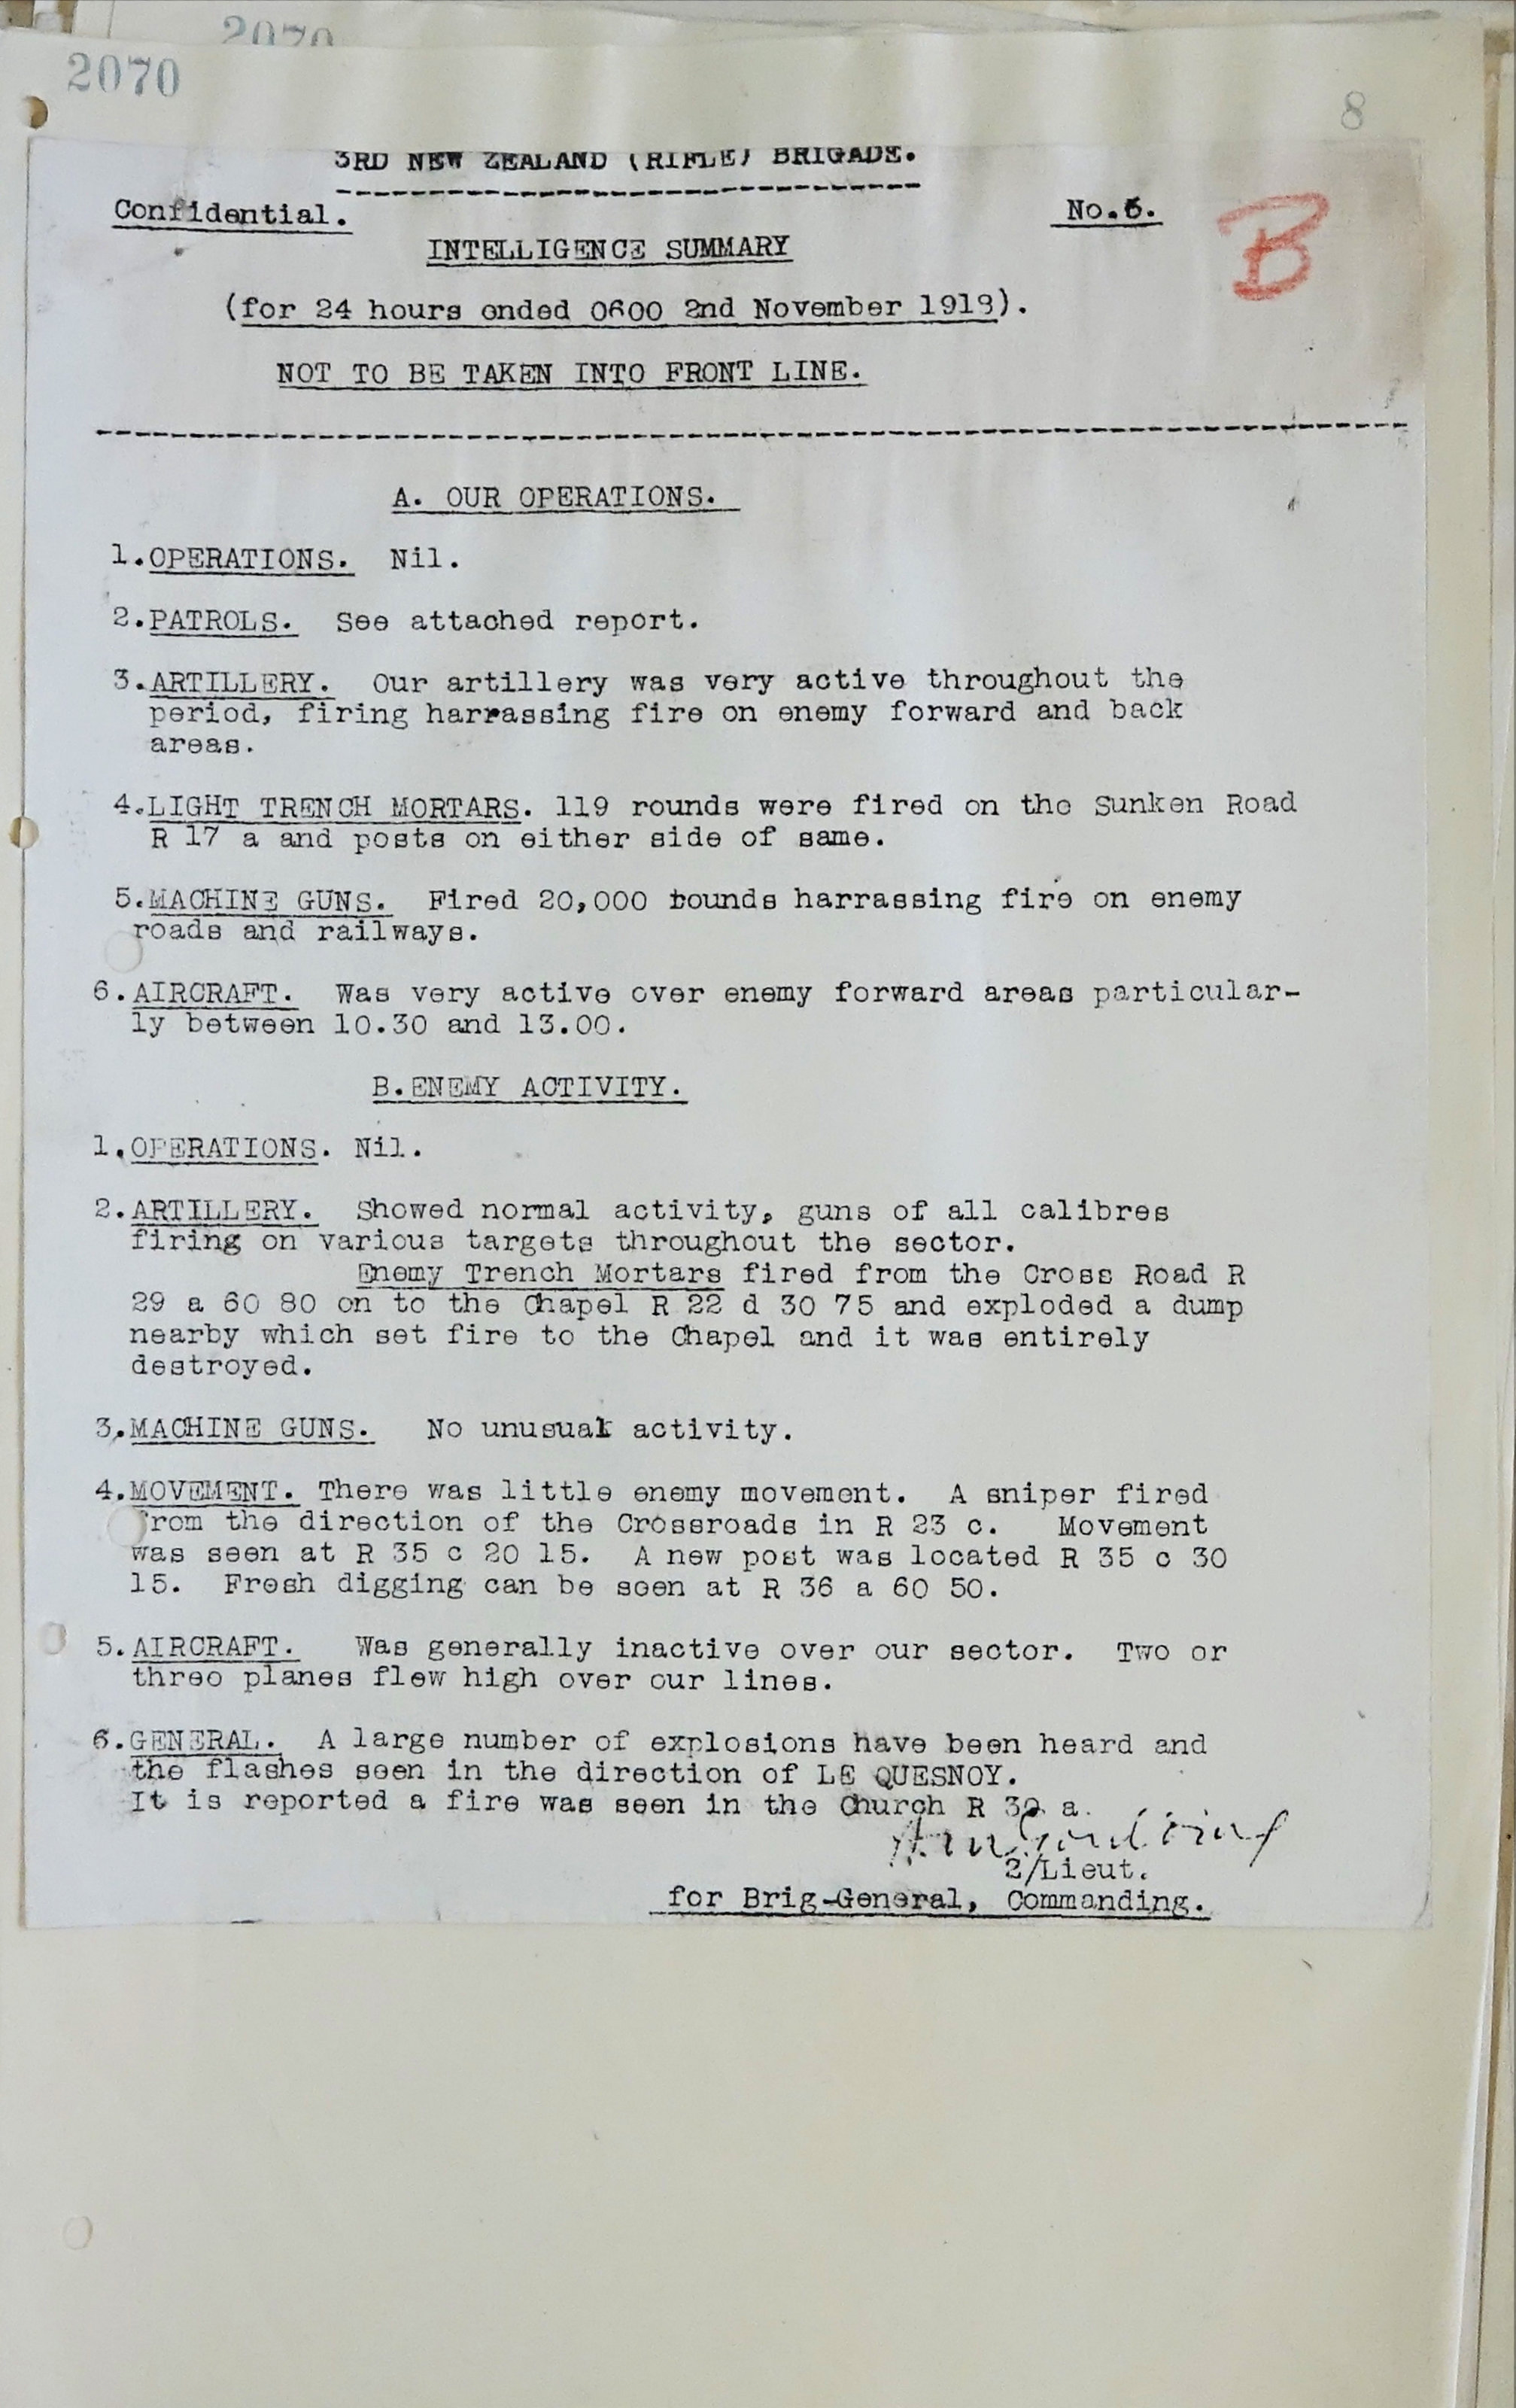 2070
2070
8
3RD NEW ZEALAND (RIFLE) BRIGADE.
Confidential.
No.6.
B
INTELLIGENCE SUMMARY
(for 24 hours ended 0600 2nd November 1918).
NOT TO BE TAKEN INTO FRONT LINE.
A. OUR OPERATIONS.
1.OPERATIONS. Nil.
2.PATROLS. See attached report.
3.ARTILLERY. Our artillery was very active throughout the
period, firing harrassing fire on enemy forward and back
areas.
4.LIGHT TRENCH MORTARS. 119 rounds were fired on the Sunken Road
R 17 a and posts on either side of same.
5.MACHINE GUNS. Fired 20,000 rounds harrassing fire on enemy
roads and railways.
6.AIRCRAFT. Was very active over enemy forward areas particular-
ly between 10.30 and 13.00.
B.ENEMY ACTIVITY.
1.OPERATIONS. Nil.
2.ARTILLERY. Showed normal activity, guns of all calibres
firing on various targets throughout the sector.
Enemy Trench Mortars fired from the Cross Road R
29 a 60 80 on to the Chapel R 22 d 30 75 and exploded a dump
nearby which set fire to the Chapel and it was entirely
destroyed.
3.MACHINE GUNS. No unusual activity.
4.MOVEMENT. There was little enemy movement. A sniper fired
from the direction of the Crossroads in R 23 c. Movement
was seen at R 35 c 20 15. A new post was located R 35 c 30
15. Fresh digging can be seen at R 36 a 60 50.
5.AIRCRAFT. Was generally inactive over our sector. Two or
three planes flew high over our lines.
6.GENERAL. A large number of explosions have been heard and
the flashes seen in the direction of LE QUESNOY.
It is reported a fire was seen in the Church R a.
2/Lieut.
for Brig-General, Commanding.